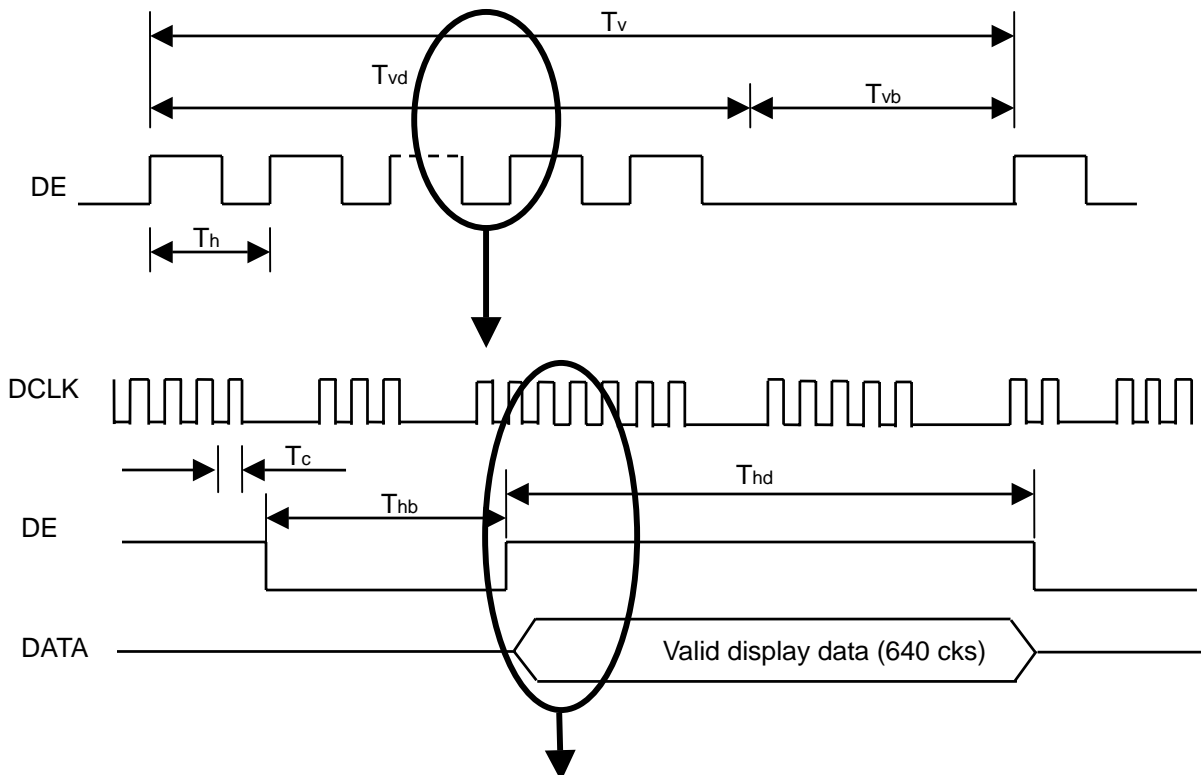 Tv
Tvd
Tvb
DE
Th
DCLK
Tc
Thd
Thb
DE
DATA
Valid display data (640 cks)